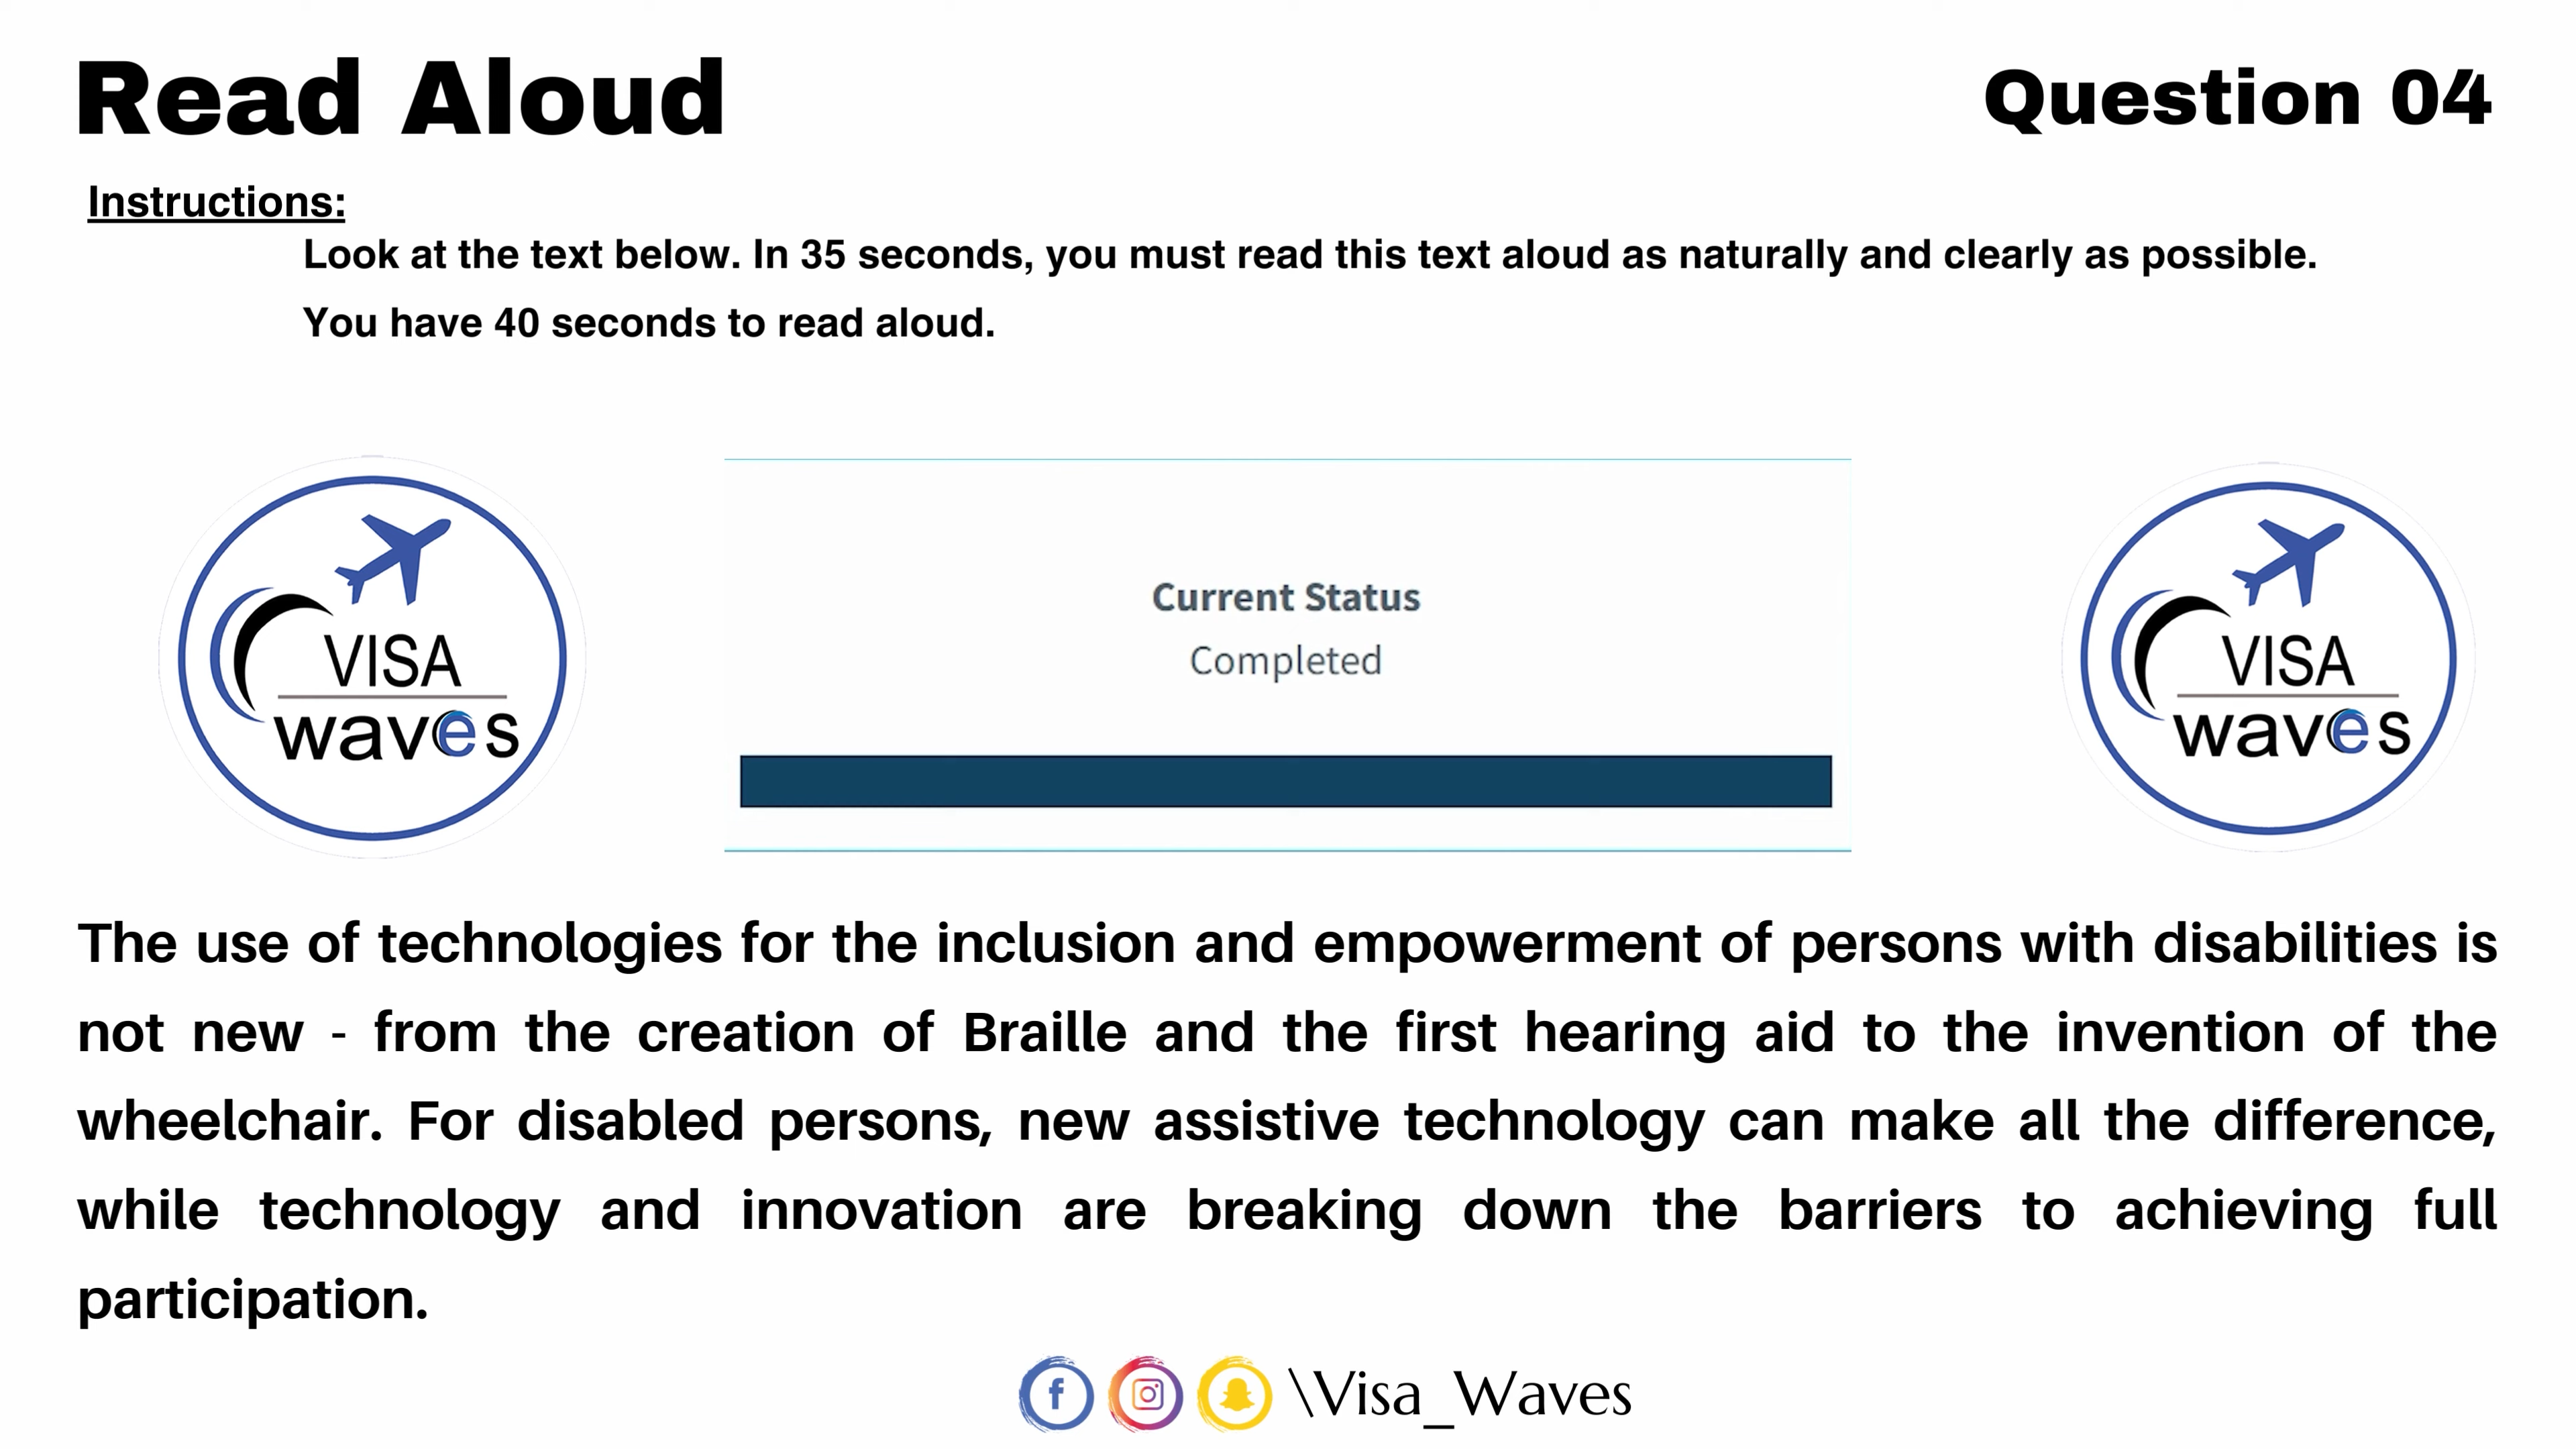 Read Aloud
Question 04
Instructions:
Look at the text below. In 35 seconds, you must read this text aloud as naturally and clearly as possible.
You have 40 seconds to read aloud.
VISA
waves
Current Status
Completed
VISA
waves
The use of technologies for the inclusion and empowerment of persons with disabilities is
not new - from the creation of Braille and the first hearing aid to the invention of the
wheelchair. For disabled persons, new assistive technology can make all the difference,
while technology and innovation are breaking down the barriers to achieving full
participation.
\Visa_Waves